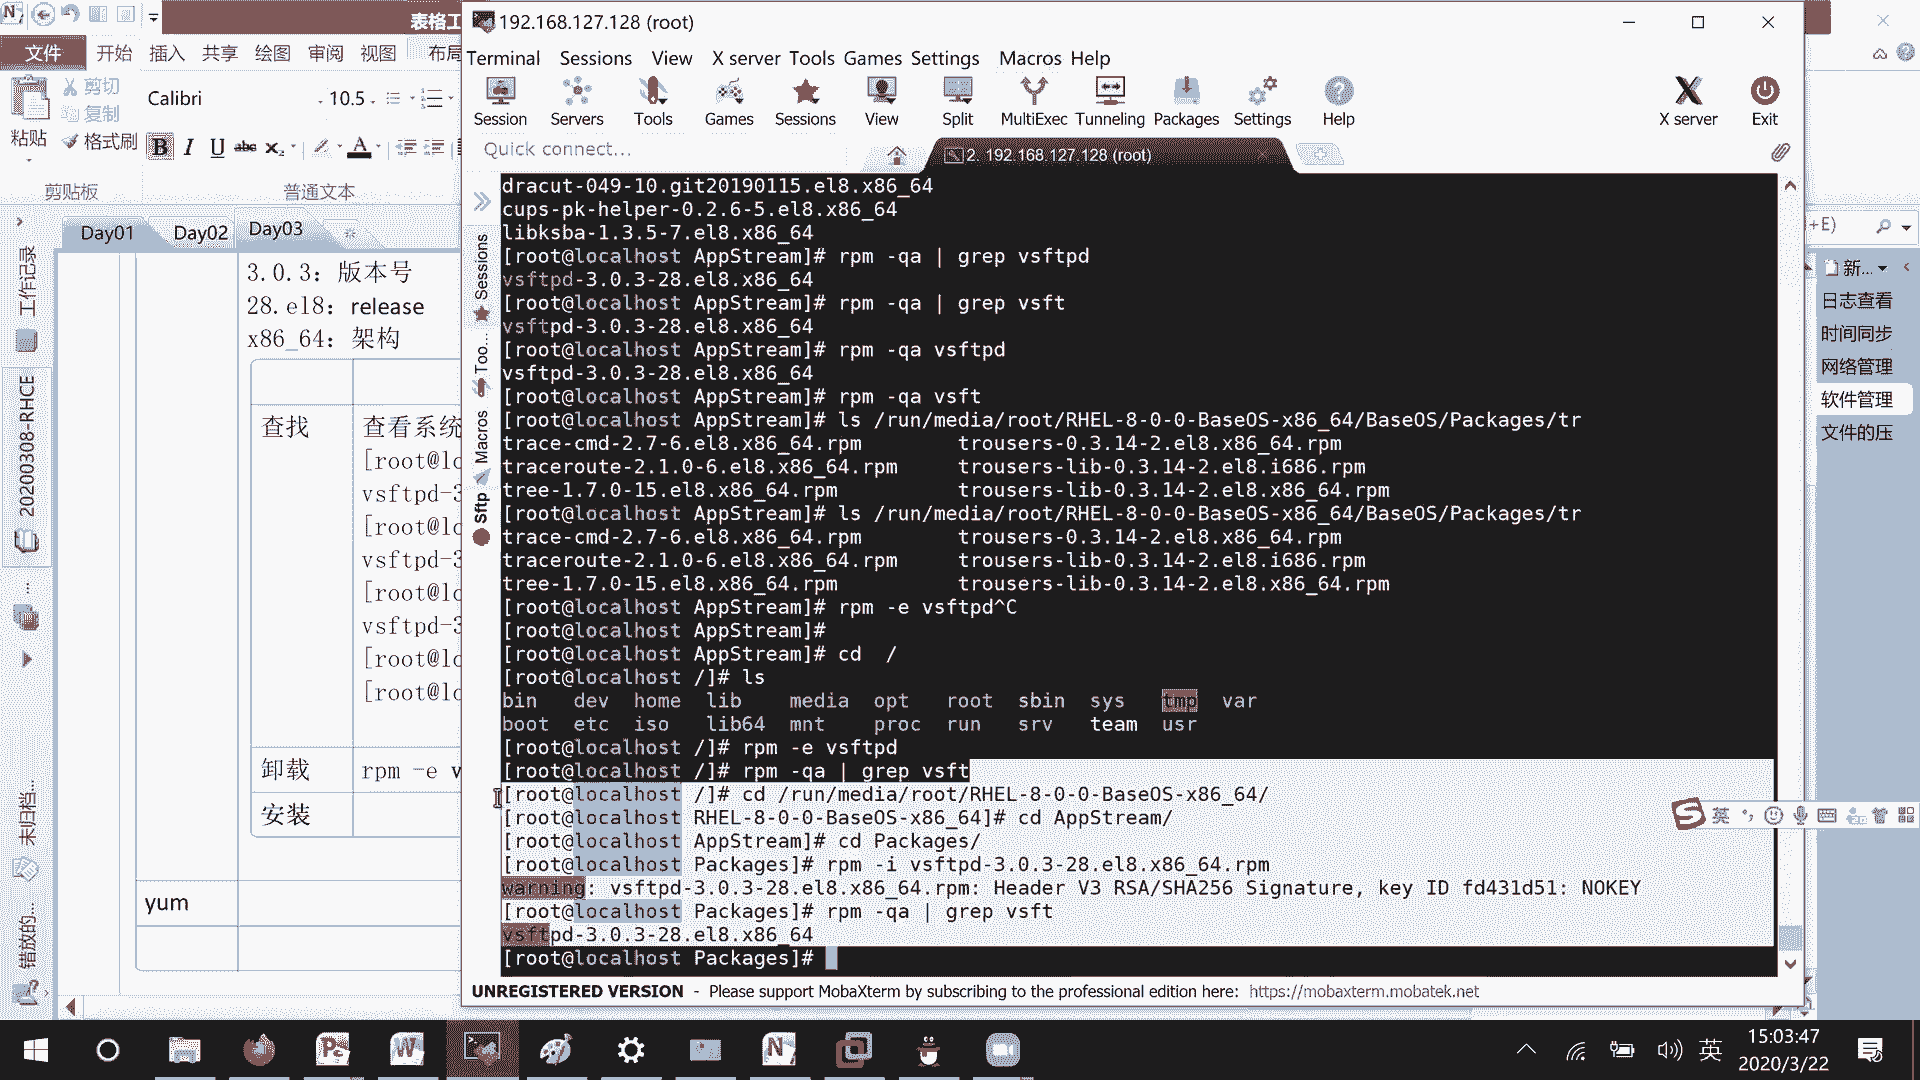 表格工
文件 开始 插入 共享 绘图 审阅 视图 布局
粘贴
剪切
复制
格式刷
剪贴板
Calibri 10.5
B I U abc x₂ A
普通文本
Day01 Day02 Day03
工作记录
20200308-RHCE
未归档...
错放的...
3.0.3：版本号
28.el8：release
x86_64：架构
查找
查看系统
[root@lo
vsftpd-3
[root@lo
vsftpd-3
[root@lo
vsftpd-3
[root@lo
[root@lo
卸载
rpm -e v
安装
yum
192.168.127.128 (root)
Terminal Sessions View X server Tools Games Settings Macros Help
Session Servers Tools Games Sessions View Split MultiExec Tunneling Packages Settings Help
X server Exit
Quick connect...
2. 192.168.127.128 (root)
Sessions
Too...
Macros
Sftp
dracut-049-10.git20190115.el8.x86_64
cups-pk-helper-0.2.6-5.el8.x86_64
libksba-1.3.5-7.el8.x86_64
[root@localhost AppStream]# rpm -qa | grep vsftpd
vsftpd-3.0.3-28.el8.x86_64
[root@localhost AppStream]# rpm -qa | grep vsft
vsftpd-3.0.3-28.el8.x86_64
[root@localhost AppStream]# rpm -qa vsftpd
vsftpd-3.0.3-28.el8.x86_64
[root@localhost AppStream]# rpm -qa vsft
[root@localhost AppStream]# ls /run/media/root/RHEL-8-0-0-BaseOS-x86_64/BaseOS/Packages/tr
trace-cmd-2.7-6.el8.x86_64.rpm trousers-0.3.14-2.el8.x86_64.rpm
traceroute-2.1.0-6.el8.x86_64.rpm trousers-lib-0.3.14-2.el8.i686.rpm
tree-1.7.0-15.el8.x86_64.rpm trousers-lib-0.3.14-2.el8.x86_64.rpm
[root@localhost AppStream]# ls /run/media/root/RHEL-8-0-0-BaseOS-x86_64/BaseOS/Packages/tr
trace-cmd-2.7-6.el8.x86_64.rpm trousers-0.3.14-2.el8.x86_64.rpm
traceroute-2.1.0-6.el8.x86_64.rpm trousers-lib-0.3.14-2.el8.i686.rpm
tree-1.7.0-15.el8.x86_64.rpm trousers-lib-0.3.14-2.el8.x86_64.rpm
[root@localhost AppStream]# rpm -e vsftpd^C
[root@localhost AppStream]#
[root@localhost AppStream]# cd  /
[root@localhost /]# ls
bin dev home lib media opt root sbin sys tmp var
boot etc iso lib64 mnt proc run srv team usr
[root@localhost /]# rpm -e vsftpd
[root@localhost /]# rpm -qa | grep vsft
[root@localhost /]# cd /run/media/root/RHEL-8-0-0-BaseOS-x86_64/
[root@localhost RHEL-8-0-0-BaseOS-x86_64]# cd AppStream/
[root@localhost AppStream]# cd Packages/
[root@localhost Packages]# rpm -i vsftpd-3.0.3-28.el8.x86_64.rpm
warning: vsftpd-3.0.3-28.el8.x86_64.rpm: Header V3 RSA/SHA256 Signature, key ID fd431d51: NOKEY
[root@localhost Packages]# rpm -qa | grep vsft
vsftpd-3.0.3-28.el8.x86_64
[root@localhost Packages]#
UNREGISTERED VERSION - Please support MobaXterm by subscribing to the professional edition here: https://mobaxterm.mobatek.net
+E)
新...
日志查看
时间同步
网络管理
软件管理
文件的压
英
英
15:03:47
2020/3/22